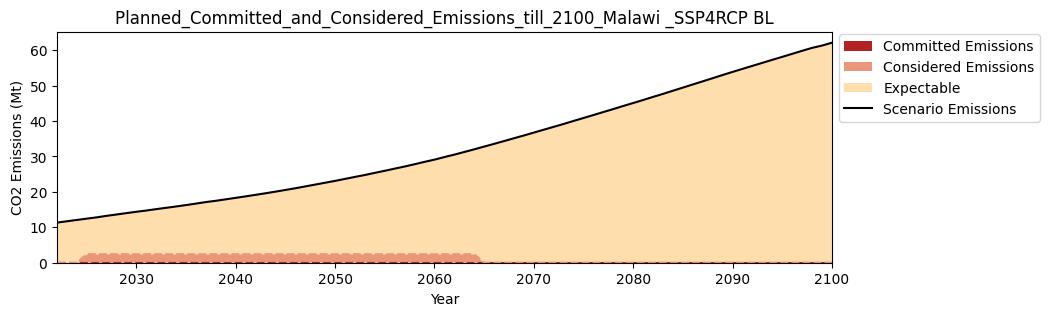 Planned_Committed_and_Considered_Emissions_till_2100_Malawi _SSP4RCP BL
CO2 Emissions (Mt)
60
50
40
30
20
10
0
2030 2040 2050 2060 2070 2080 2090 2100
Year
Committed Emissions
Considered Emissions
Expectable
Scenario Emissions